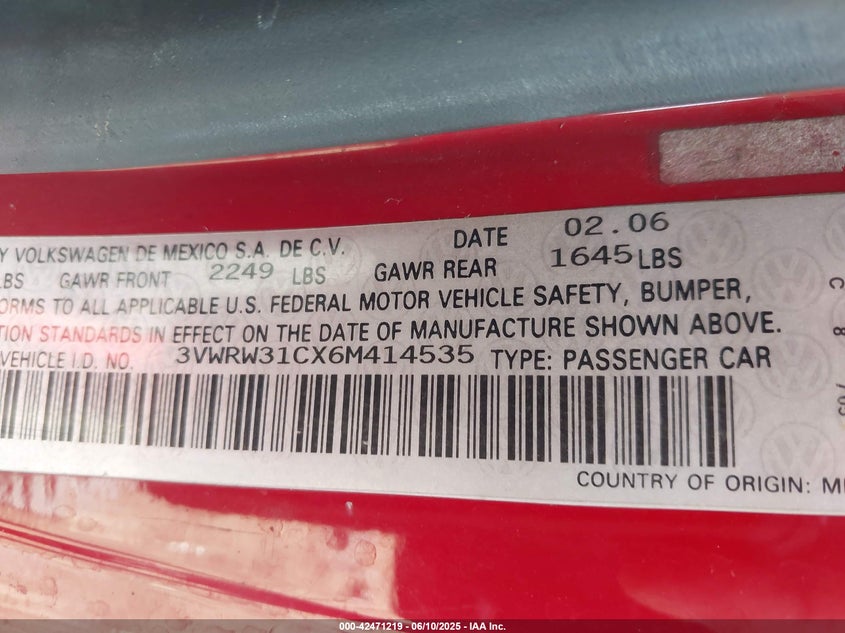 Y VOLKSWAGEN DE MEXICO S.A. DE C.V. DATE 02.06
LBS GAWR FRONT 2249 LBS GAWR REAR 1645 LBS
ORMS TO ALL APPLICABLE U.S. FEDERAL MOTOR VEHICLE SAFETY, BUMPER,
TION STANDARDS IN EFFECT ON THE DATE OF MANUFACTURE SHOWN ABOVE.
VEHICLE I.D. NO. 3VWRW31CX6M414535 TYPE: PASSENGER CAR
COUNTRY OF ORIGIN: M
000-42471219 - 06/10/2025 - IAA Inc.